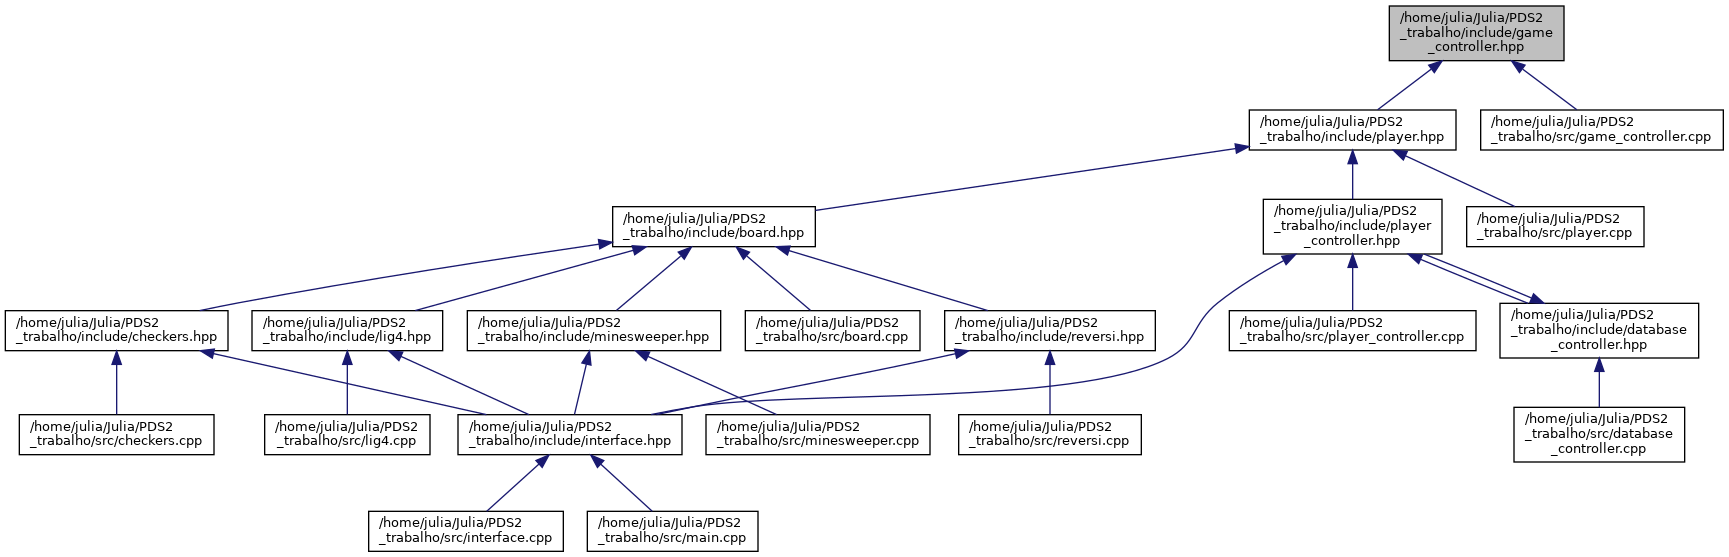 /home/julia/Julia/PDS2
_trabalho/include/game
_controller.hpp
/home/julia/Julia/PDS2
_trabalho/include/player.hpp
/home/julia/Julia/PDS2
_trabalho/src/game_controller.cpp
/home/julia/Julia/PDS2
_trabalho/include/board.hpp
/home/julia/Julia/PDS2
_trabalho/include/player
_controller.hpp
/home/julia/Julia/PDS2
_trabalho/src/player.cpp
/home/julia/Julia/PDS2
_trabalho/include/checkers.hpp
/home/julia/Julia/PDS2
_trabalho/include/lig4.hpp
/home/julia/Julia/PDS2
_trabalho/include/minesweeper.hpp
/home/julia/Julia/PDS2
_trabalho/src/board.cpp
/home/julia/Julia/PDS2
_trabalho/include/reversi.hpp
/home/julia/Julia/PDS2
_trabalho/src/player_controller.cpp
/home/julia/Julia/PDS2
_trabalho/include/database
_controller.hpp
/home/julia/Julia/PDS2
_trabalho/src/checkers.cpp
/home/julia/Julia/PDS2
_trabalho/src/lig4.cpp
/home/julia/Julia/PDS2
_trabalho/include/interface.hpp
/home/julia/Julia/PDS2
_trabalho/src/minesweeper.cpp
/home/julia/Julia/PDS2
_trabalho/src/reversi.cpp
/home/julia/Julia/PDS2
_trabalho/src/database
_controller.cpp
/home/julia/Julia/PDS2
_trabalho/src/interface.cpp
/home/julia/Julia/PDS2
_trabalho/src/main.cpp